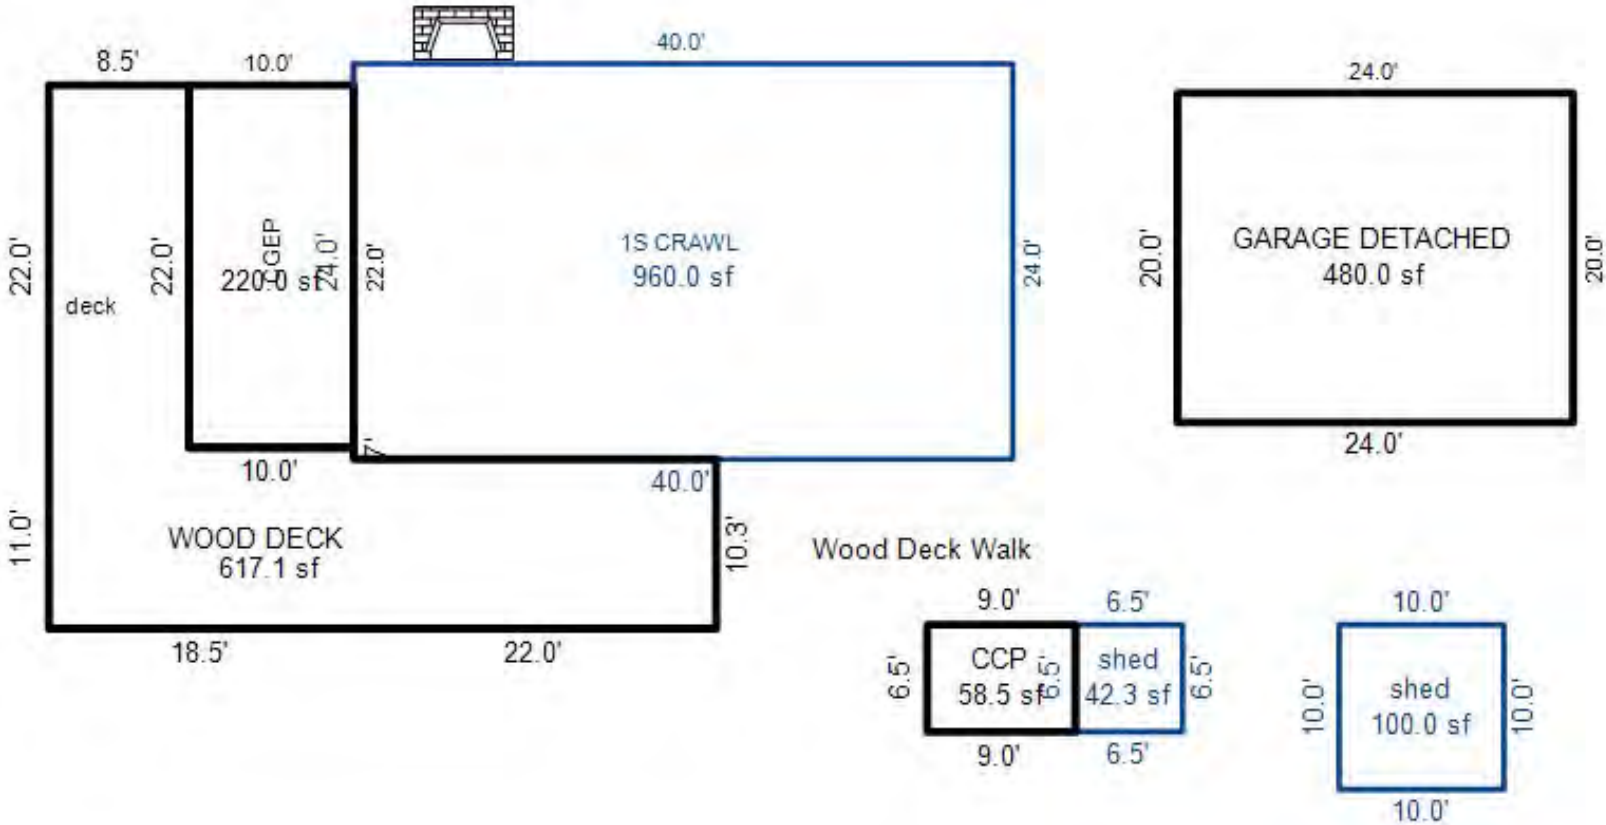 40.0'
8.5'
10.0'
24.0'
22.0'
22.0'
GEP
220.0 sf
24.0'
22.0'
1S CRAWL
960.0 sf
24.0'
20.0'
GARAGE DETACHED
480.0 sf
20.0'
deck
24.0'
7'
10.0'
40.0'
11.0'
WOOD DECK
617.1 sf
10.3'
Wood Deck Walk
18.5'
22.0'
9.0'
6.5'
10.0'
6.5'
CCP
58.5 sf
6.5'
shed
42.3 sf
6.5'
10.0'
shed
100.0 sf
10.0'
9.0'
6.5'
10.0'